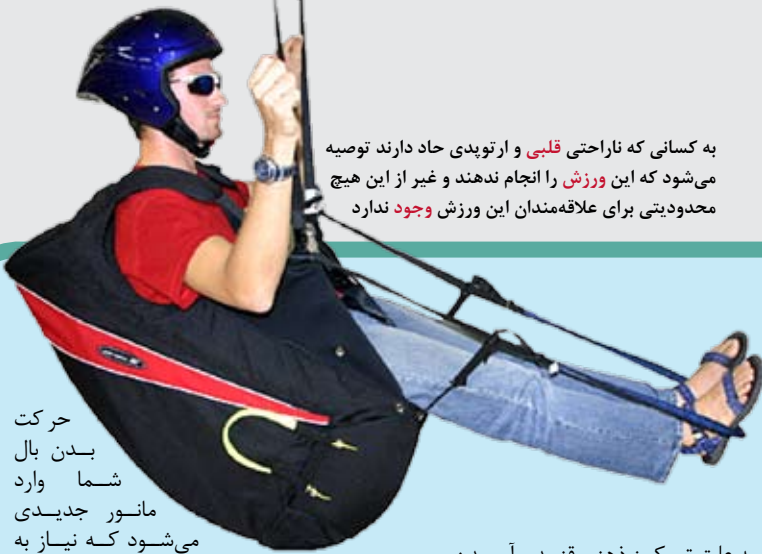 به کسانی که ناراحتی قلبی و ارتوپدی حاد دارند توصیه
می‌شود که این ورزش را انجام ندهند و غیر از این هیچ
محدودیتی برای علاقه‌مندان این ورزش وجود ندارد
حرکت
بدن بال
شما وارد
مانور جدیدی
می‌شود که نیاز به